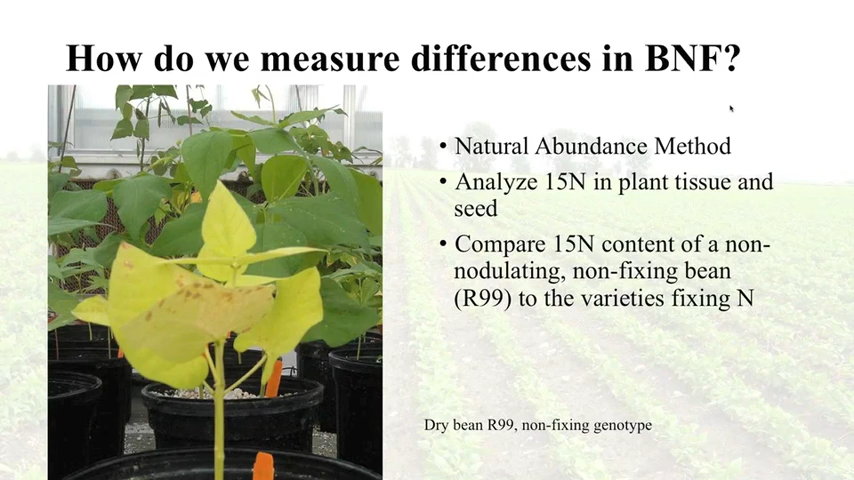 How do we measure differences in BNF?
• Natural Abundance Method
• Analyze 15N in plant tissue and
seed
• Compare 15N content of a non-
nodulating, non-fixing bean
(R99) to the varieties fixing N
Dry bean R99, non-fixing genotype